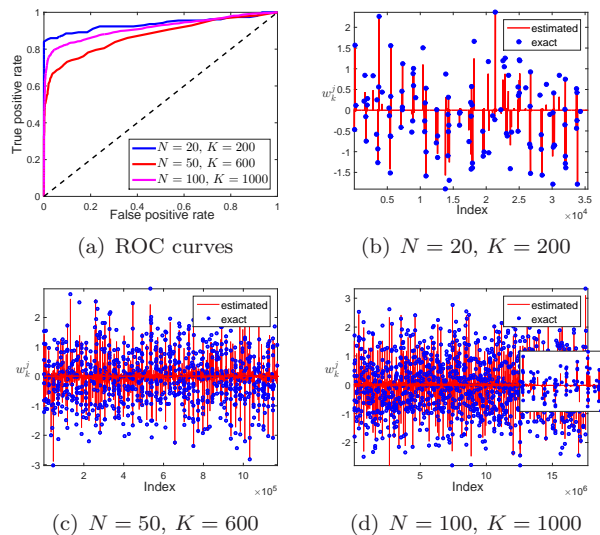 True positive rate
1
0.8
0.6
0.4
0.2
0
0 0.2 0.4 0.6 0.8 1
False positive rate
N = 20, K = 200
N = 50, K = 600
N = 100, K = 1000
(a) ROC curves
w_k^j
2
1.5
1
0.5
0
-0.5
-1
-1.5
0.5 1 1.5 2 2.5 3 3.5
×10^4
Index
estimated
exact
(b) N = 20, K = 200
w_k^j
2
1
0
-1
-2
-3
2 4 6 8 10
×10^5
Index
estimated
exact
(c) N = 50, K = 600
w_k^j
3
2
1
0
-1
-2
5 10 15
×10^6
Index
estimated
exact
(d) N = 100, K = 1000